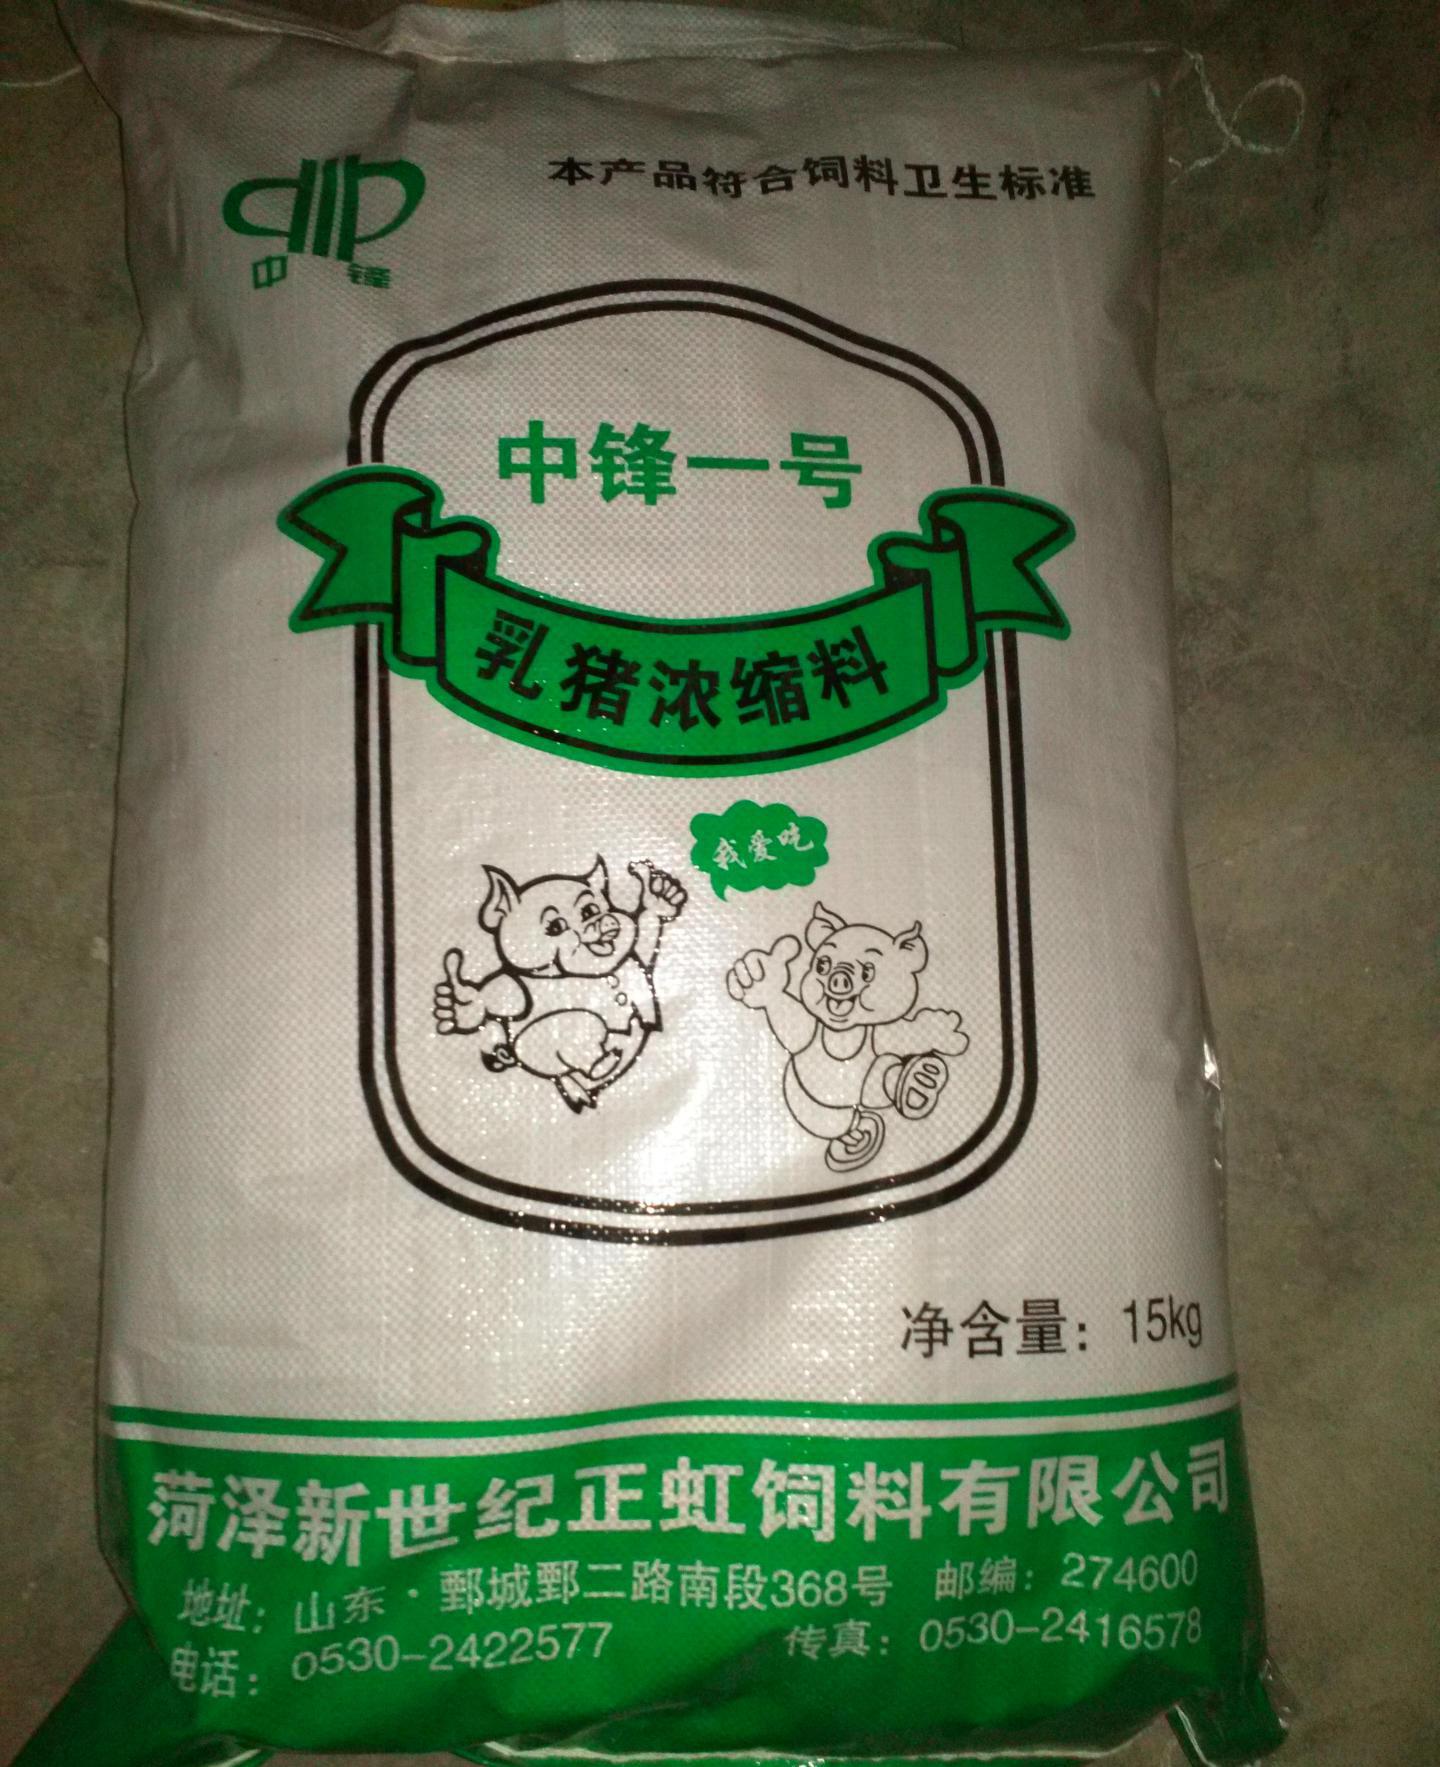 本产品符合饲料卫生标准
中锋
中锋一号
乳猪浓缩料
我爱吃
净含量：15kg
菏泽新世纪正虹饲料有限公司
地址：山东·鄄城鄄二路南段368号 邮编：274600
电话：0530-2422577 传真：0530-2416578